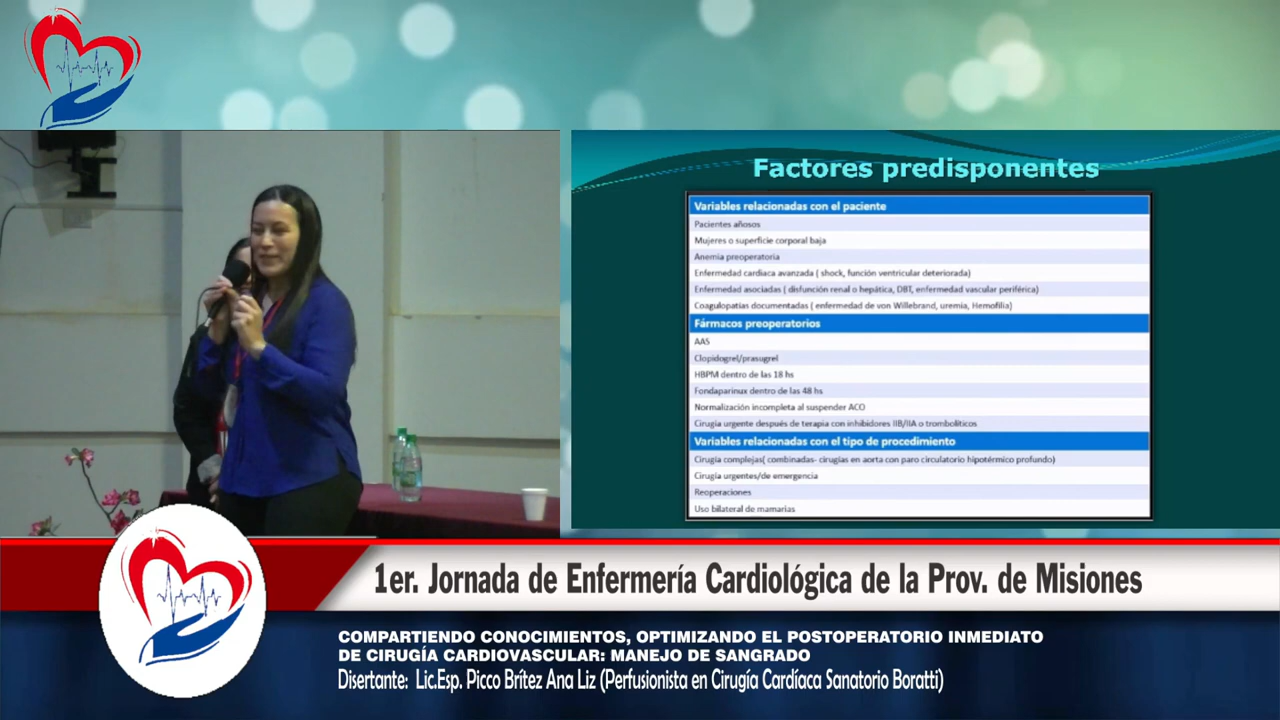 Factores predisponentes
Variables relacionadas con el paciente
Pacientes añosos
Mujeres o superficie corporal baja
Anemia preoperatoria
Enfermedad cardiaca avanzada ( shock, función ventricular deteriorada)
Enfermedad asociadas ( disfunción renal o hepática, DBT, enfermedad vascular periférica)
Coagulopatías documentadas ( enfermedad de von Willebrand, uremia, Hemofilia)
Fármacos preoperatorios
AAS
Clopidogrel/prasugrel
HBPM dentro de las 18 hs
Fondaparinux dentro de las 48 hs
Normalización incompleta al suspender ACO
Cirugía urgente después de terapia con inhibidores IIB/IIA o trombolíticos
Variables relacionadas con el tipo de procedimiento
Cirugía complejas( combinadas- cirugías en aorta con paro circulatorio hipotérmico profundo)
Cirugía urgentes/de emergencia
Reoperaciones
Uso bilateral de mamarias
1er. Jornada de Enfermería Cardiológica de la Prov. de Misiones
COMPARTIENDO CONOCIMIENTOS, OPTIMIZANDO EL POSTOPERATORIO INMEDIATO
DE CIRUGÍA CARDIOVASCULAR: MANEJO DE SANGRADO
Disertante: Lic.Esp. Picco Brítez Ana Liz (Perfusionista en Cirugía Cardíaca Sanatorio Boratti)